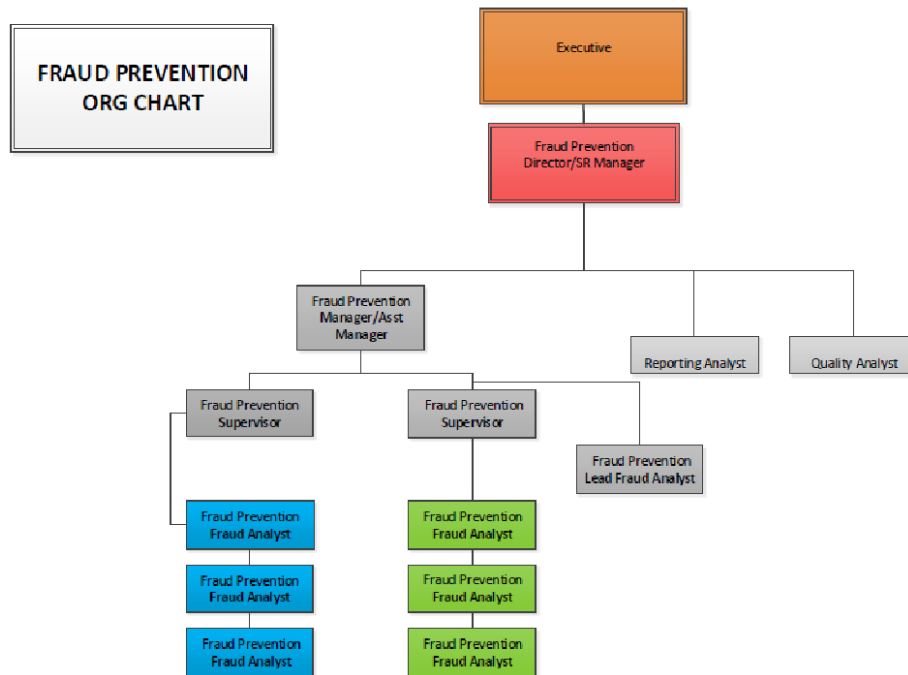 FRAUD PREVENTION
ORG CHART
Executive
Fraud Prevention
Director/SR Manager
Fraud Prevention
Manager/Asst
Manager
Reporting Analyst
Quality Analyst
Fraud Prevention
Supervisor
Fraud Prevention
Supervisor
Fraud Prevention
Lead Fraud Analyst
Fraud Prevention
Fraud Analyst
Fraud Prevention
Fraud Analyst
Fraud Prevention
Fraud Analyst
Fraud Prevention
Fraud Analyst
Fraud Prevention
Fraud Analyst
Fraud Prevention
Fraud Analyst